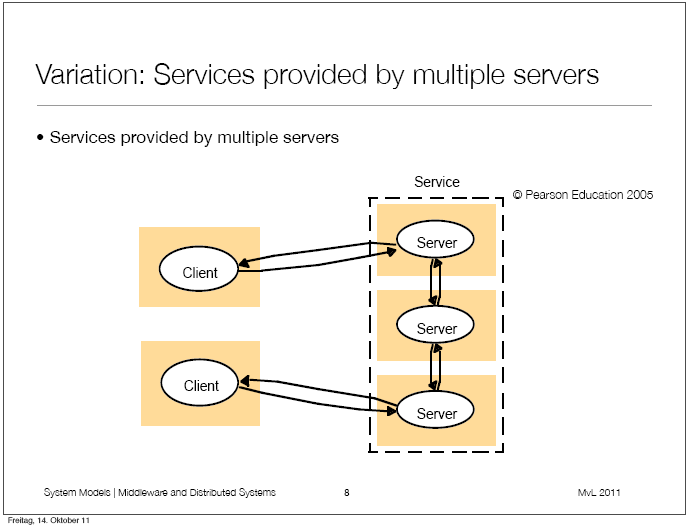 Variation: Services provided by multiple servers
• Services provided by multiple servers
Service
© Pearson Education 2005
Server
Client
Server
Client
Server
System Models | Middleware and Distributed Systems
8
MvL 2011
Freitag, 14. Oktober 11